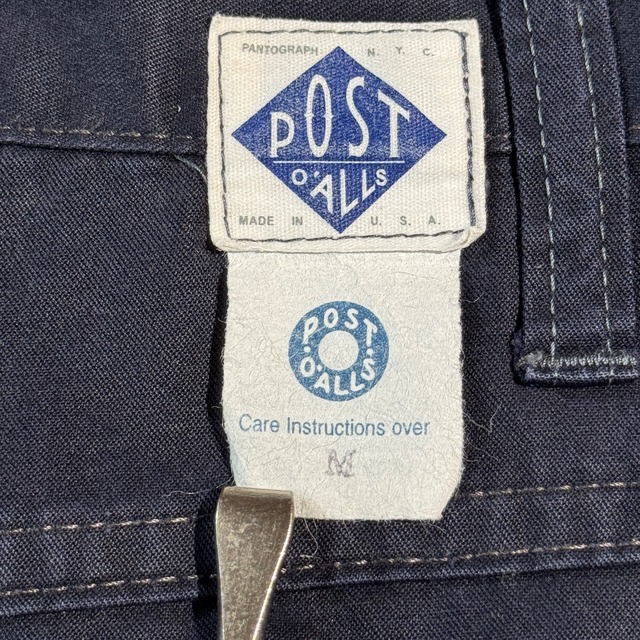 PANTOGRAPH N. Y. C.
POST
O'ALLS
MADE IN U. S. A.
POST
O'ALLS
Care Instructions over
M